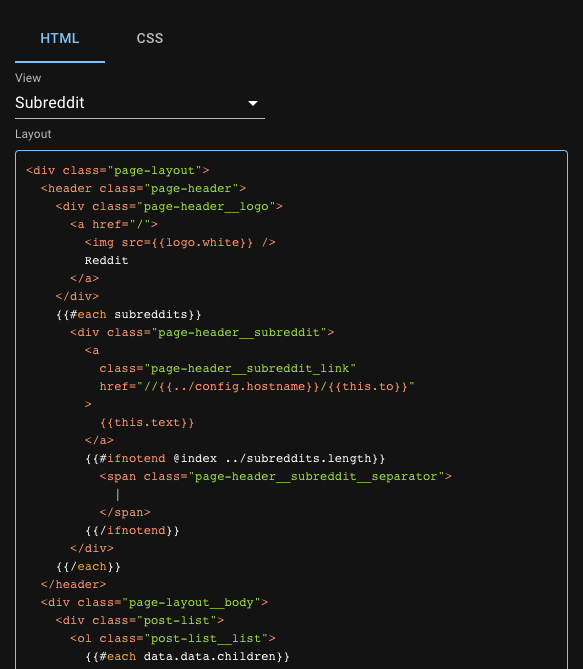 HTML CSS
View
Subreddit
Layout
<div class="page-layout">
<header class="page-header">
<div class="page-header__logo">
<a href="/">
<img src={{logo.white}} />
Reddit
</a>
</div>
{{#each subreddits}}
<div class="page-header__subreddit">
<a
class="page-header__subreddit_link"
href="//{{../config.hostname}}/{{this.to}}"
>
{{this.text}}
</a>
{{#ifnotend @index ../subreddits.length}}
<span class="page-header__subreddit__separator">
|
</span>
{{/ifnotend}}
</div>
{{/each}}
</header>
<div class="page-layout__body">
<div class="post-list">
<ol class="post-list__list">
{{#each data.data.children}}